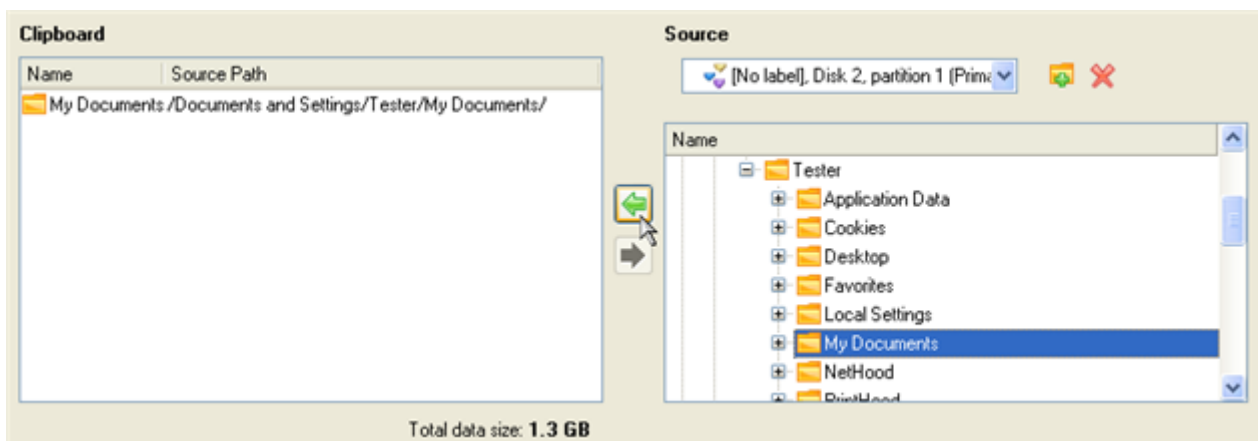 Clipboard
Name Source Path
My Documents /Documents and Settings/Tester/My Documents/
Total data size: 1.3 GB
Source
[No label], Disk 2, partition 1 (Prima
Name
Tester
Application Data
Cookies
Desktop
Favorites
Local Settings
My Documents
NetHood
PrintHood